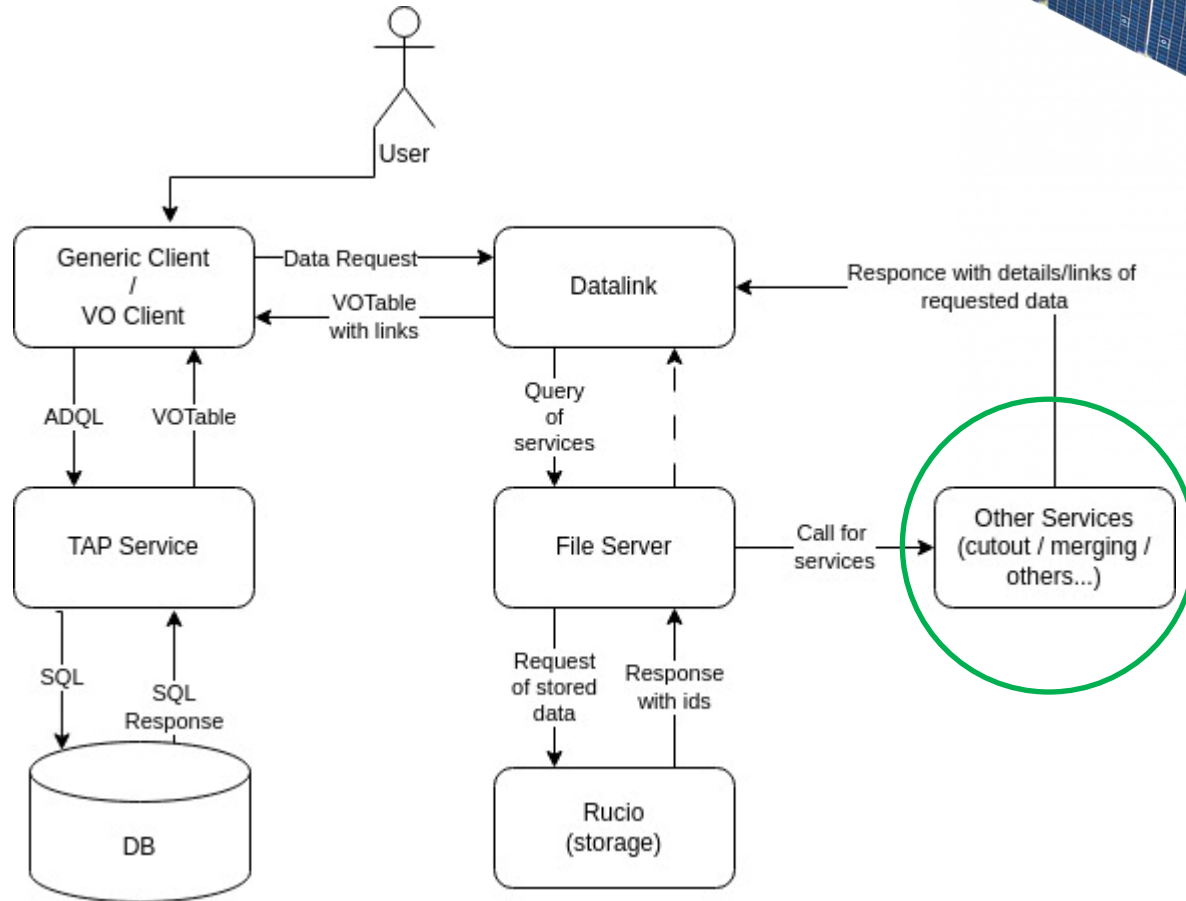 User
Generic Client
/
VO Client
Data Request
Datalink
Responce with details/links of
requested data
VOTable
with links
ADQL
VOTable
Query
of
services
TAP Service
File Server
Call for
services
Other Services
(cutout / merging /
others...)
SQL
SQL
Response
Request
of stored
data
Response
with ids
DB
Rucio
(storage)